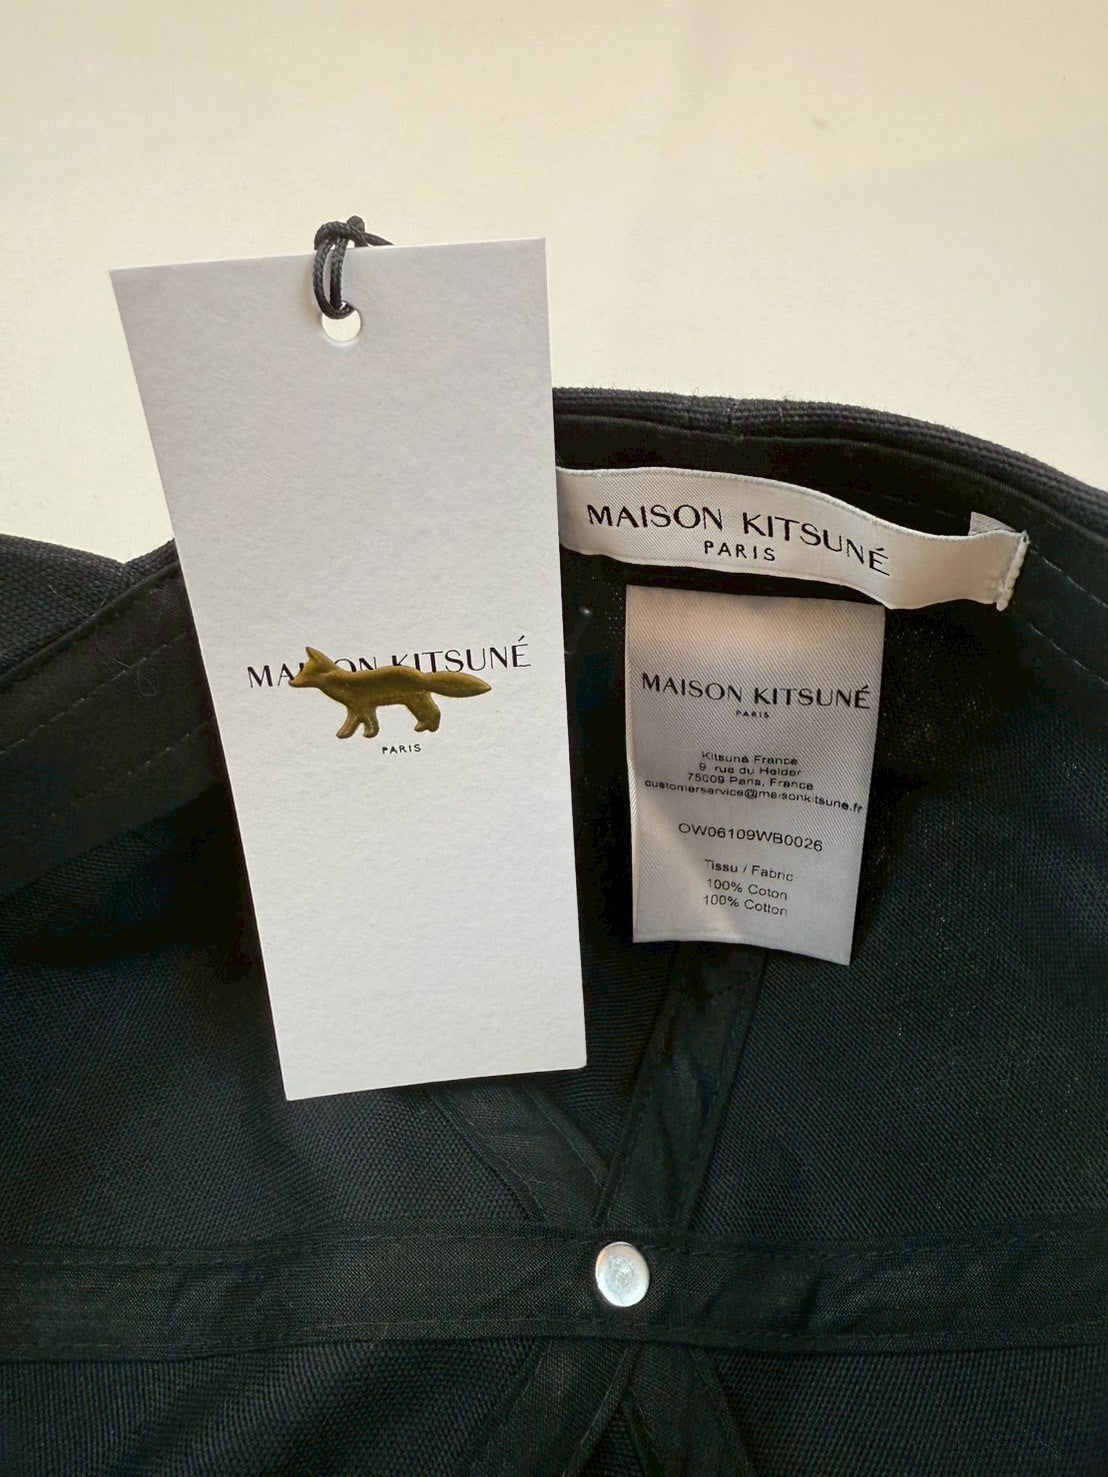 MAISON KITSUNÉ
PARIS
MAISON KITSUNÉ
PARIS
MAISON KITSUNÉ
PARIS
Kitsuné France
9, rue du Helder
75009 Paris, France
customerservice@maisonkitsune.fr
OW06109WB0026
Tissu / Fabric
100% Coton
100% Cotton